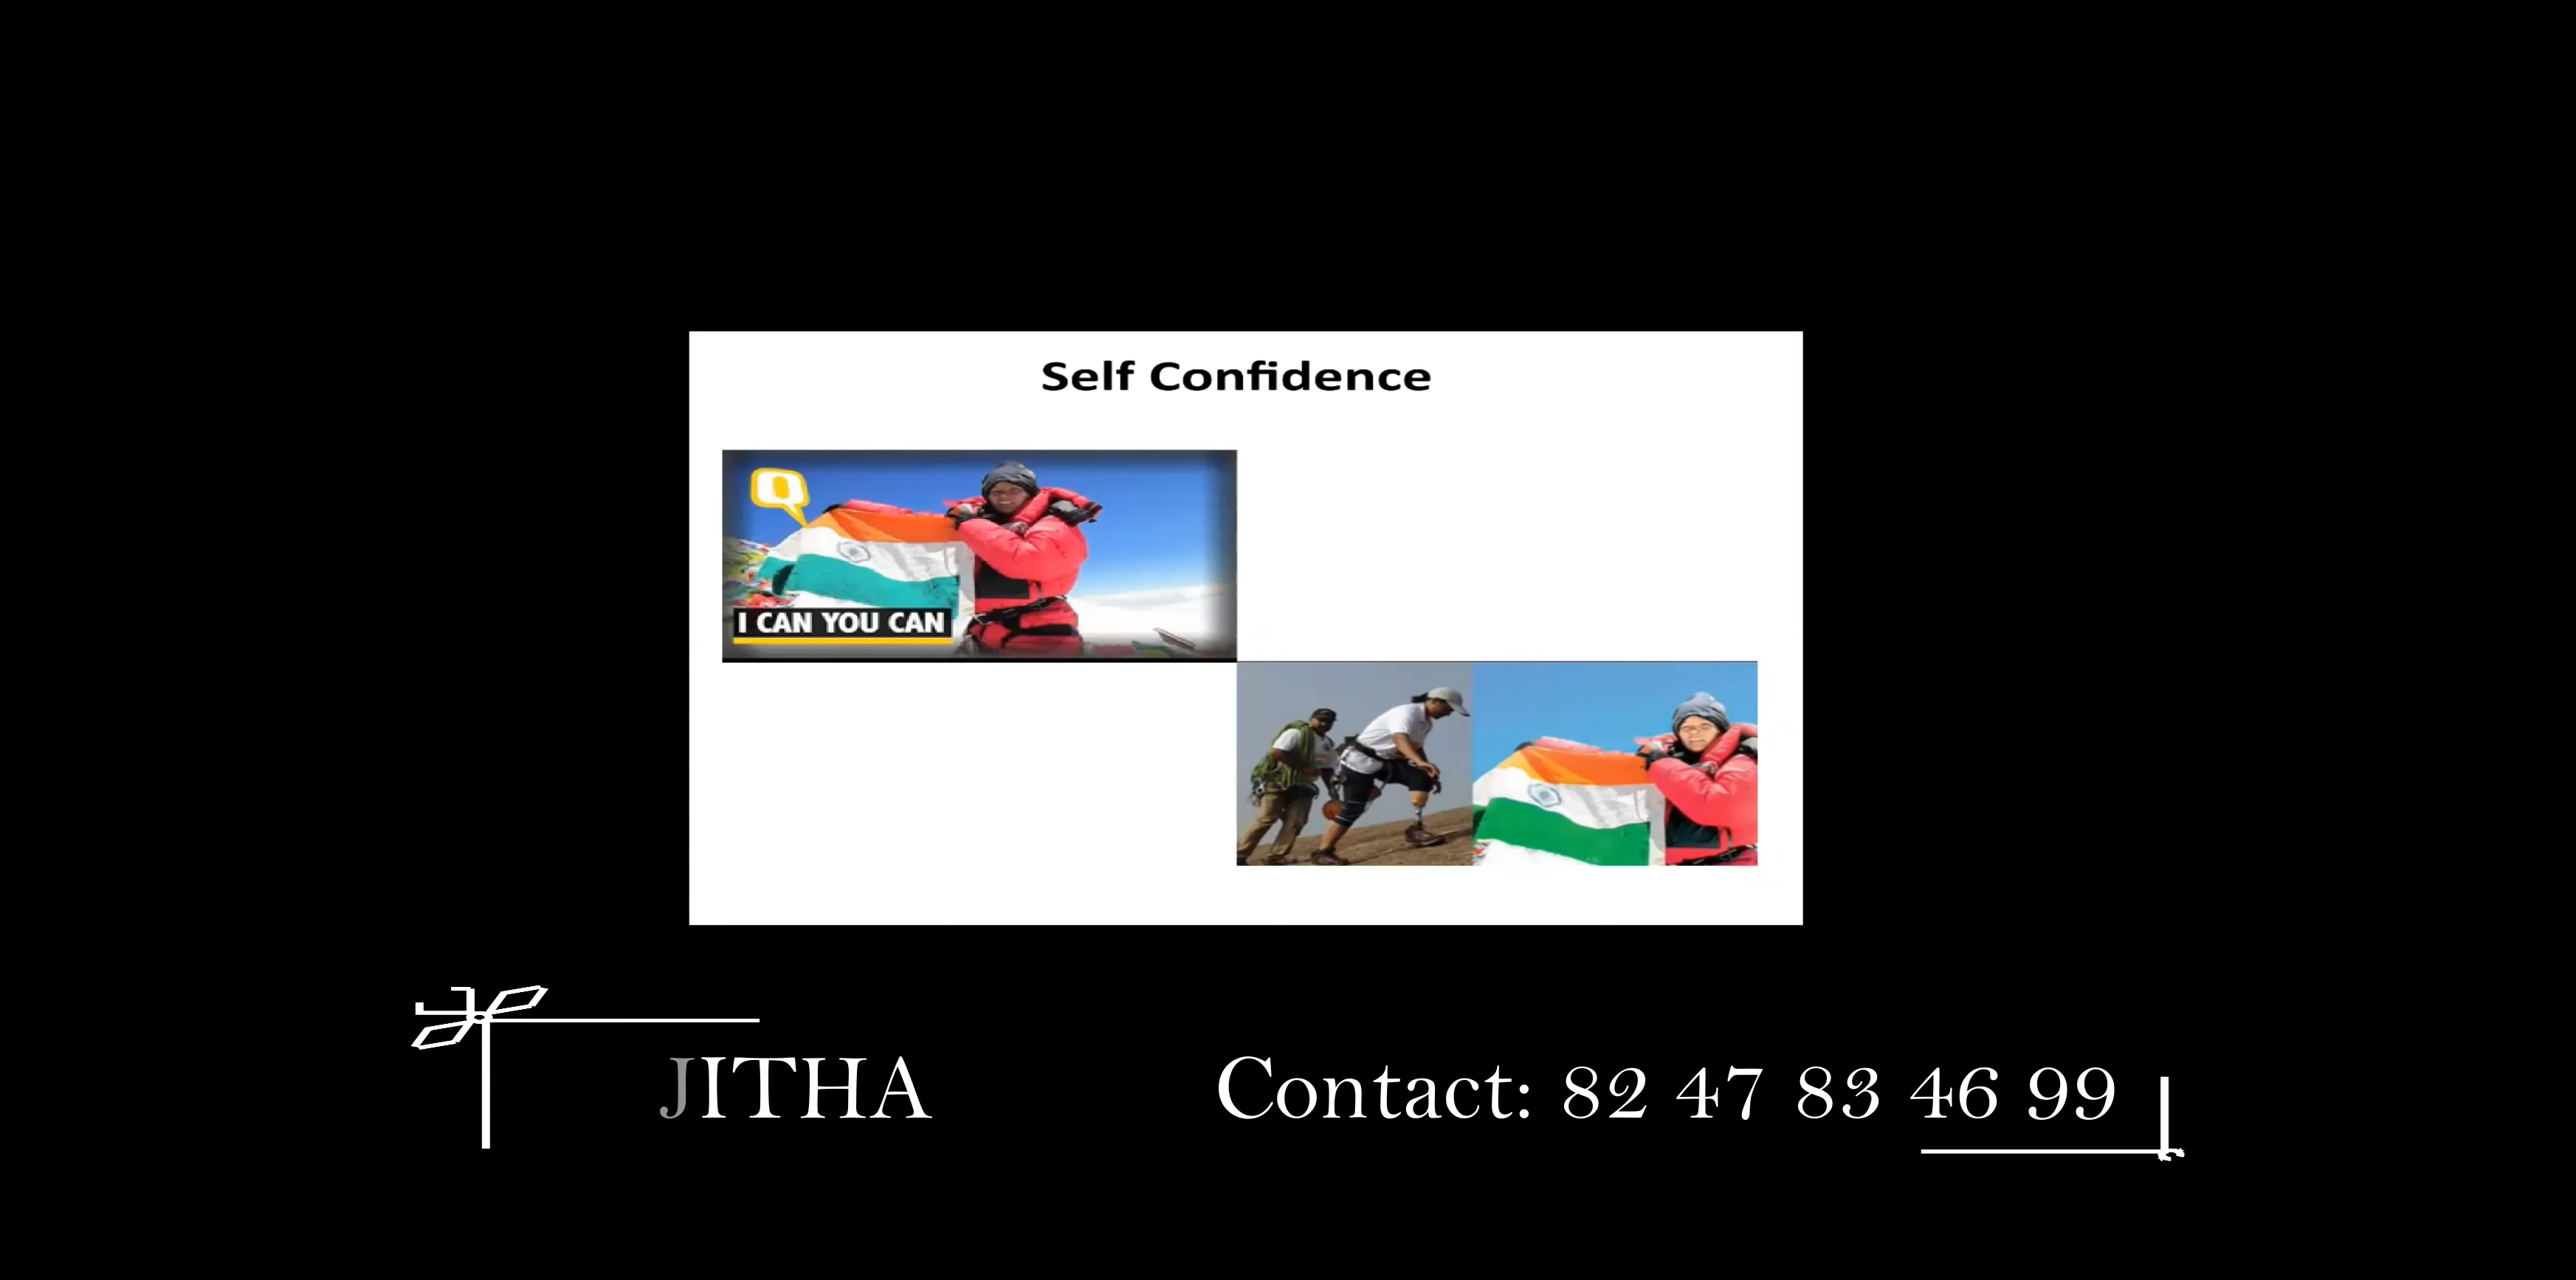 Self Confidence
Q
I CAN YOU CAN
JITHA
Contact: 82 47 83 46 99